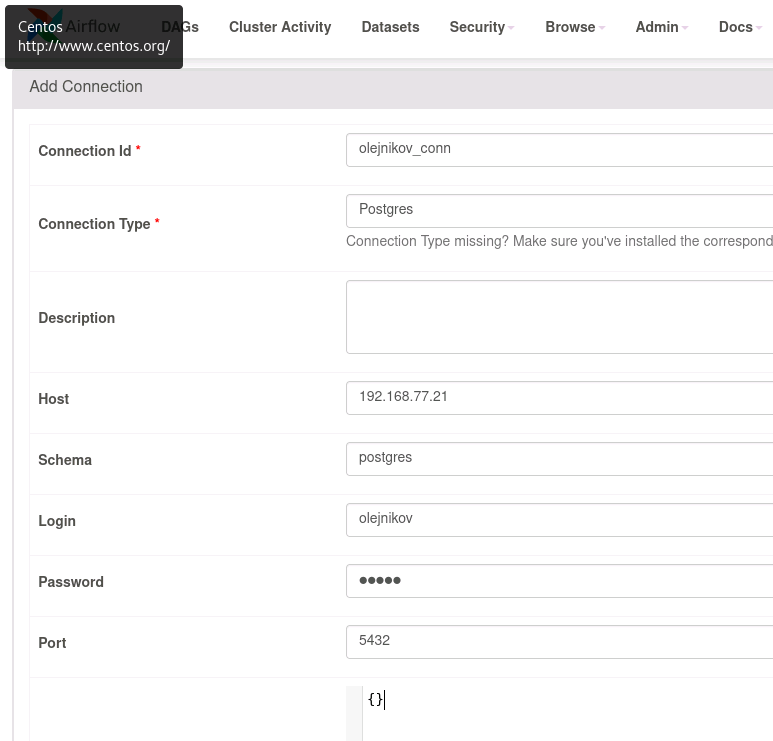 Centos
http://www.centos.org/
Airflow DAGs Cluster Activity Datasets Security Browse Admin Docs
Add Connection
Connection Id * olejnikov_conn
Connection Type * Postgres
Connection Type missing? Make sure you've installed the correspond
Description
Host 192.168.77.21
Schema postgres
Login olejnikov
Password ●●●●●
Port 5432
{}